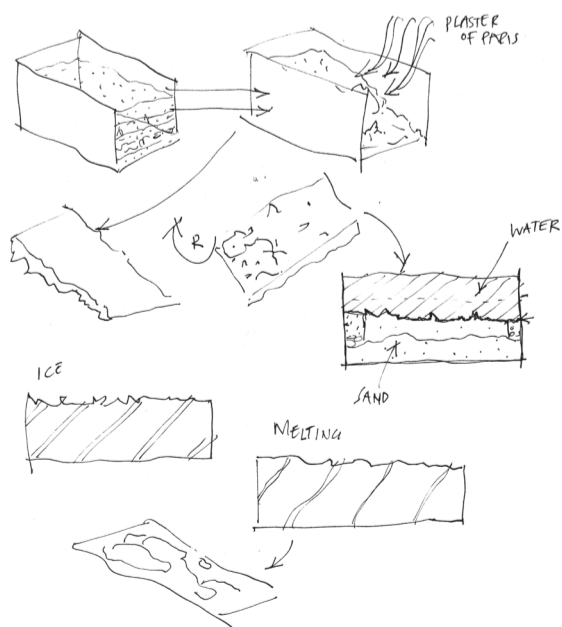 PLASTER
OF PARIS
R
WATER
SAND
ICE
MELTING